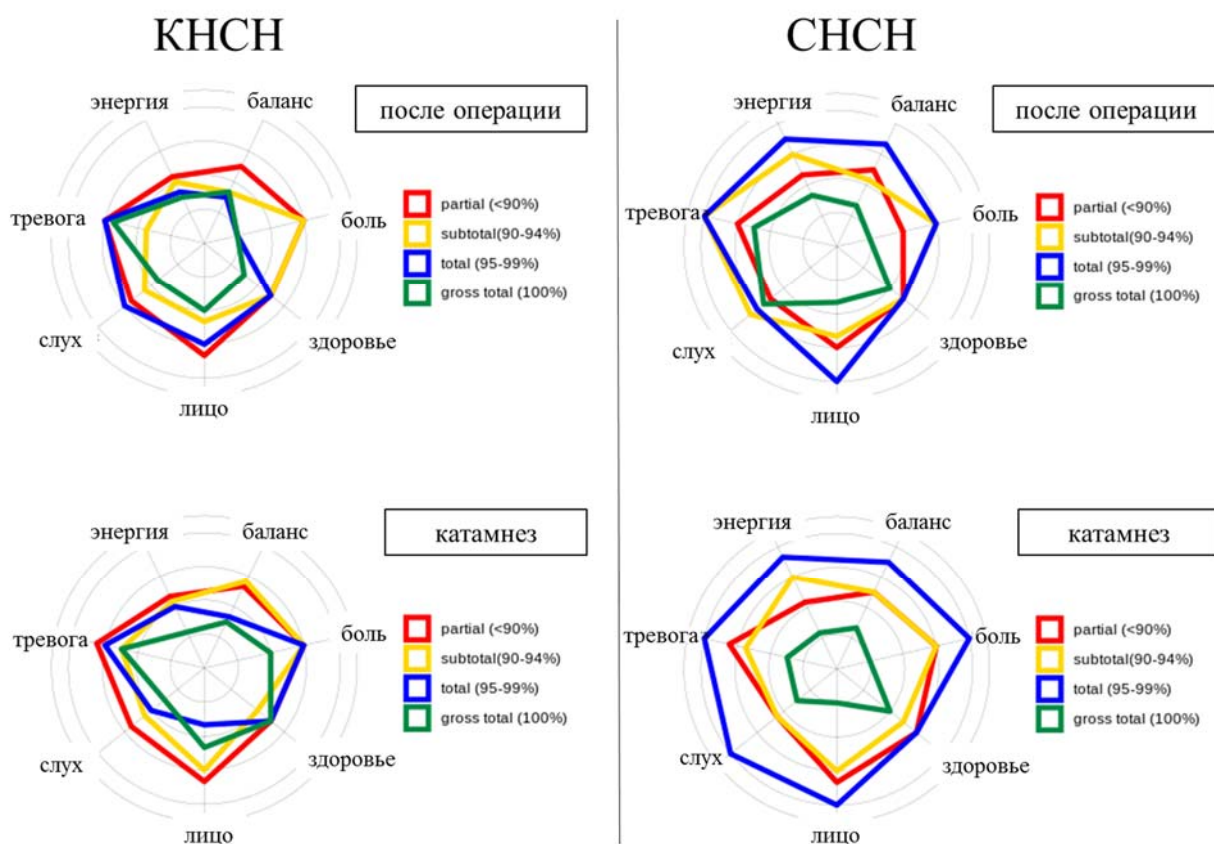 КНСН
СНСН
энергия
баланс
после операции
тревога
боль
слух
здоровье
лицо
partial (<90%)
subtotal(90-94%)
total (95-99%)
gross total (100%)
энергия
баланс
после операции
тревога
боль
слух
здоровье
лицо
partial (<90%)
subtotal(90-94%)
total (95-99%)
gross total (100%)
энергия
баланс
катамнез
тревога
боль
слух
здоровье
лицо
partial (<90%)
subtotal(90-94%)
total (95-99%)
gross total (100%)
энергия
баланс
катамнез
тревога
боль
слух
здоровье
лицо
partial (<90%)
subtotal(90-94%)
total (95-99%)
gross total (100%)